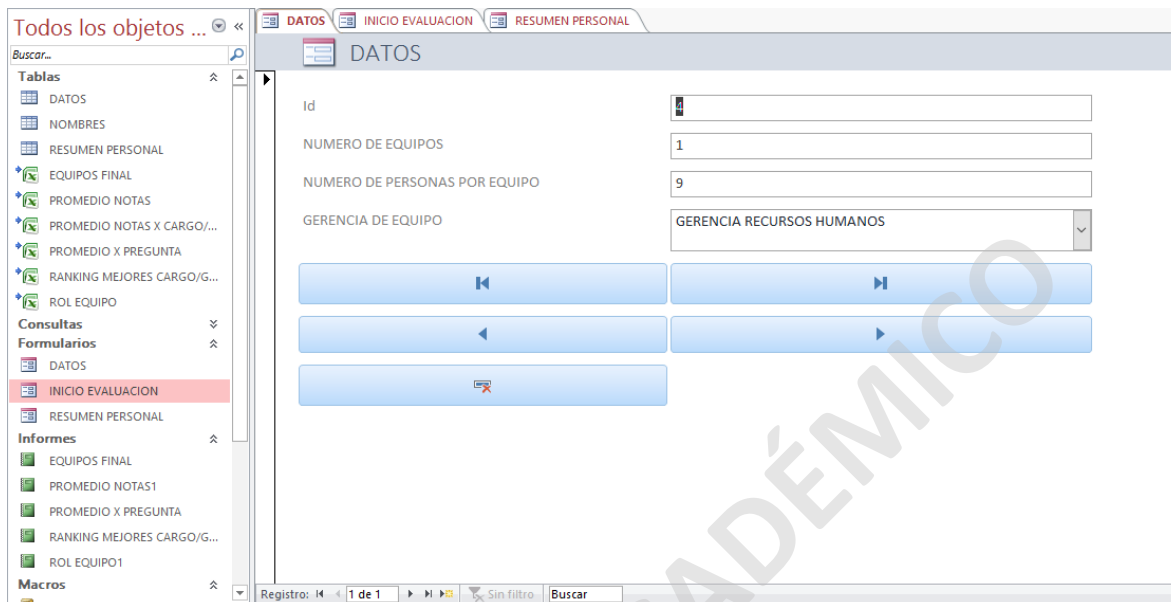 Todos los objetos ...
Buscar...
Tablas
DATOS
NOMBRES
RESUMEN PERSONAL
EQUIPOS FINAL
PROMEDIO NOTAS
PROMEDIO NOTAS X CARGO/...
PROMEDIO X PREGUNTA
RANKING MEJORES CARGO/G...
ROL EQUIPO
Consultas
Formularios
DATOS
INICIO EVALUACION
RESUMEN PERSONAL
Informes
EQUIPOS FINAL
PROMEDIO NOTAS1
PROMEDIO X PREGUNTA
RANKING MEJORES CARGO/G...
ROL EQUIPO1
Macros
DATOS INICIO EVALUACION RESUMEN PERSONAL
DATOS
Id 4
NUMERO DE EQUIPOS 1
NUMERO DE PERSONAS POR EQUIPO 9
GERENCIA DE EQUIPO GERENCIA RECURSOS HUMANOS
ADÉMICO
Registro: 1 de 1 Sin filtro Buscar